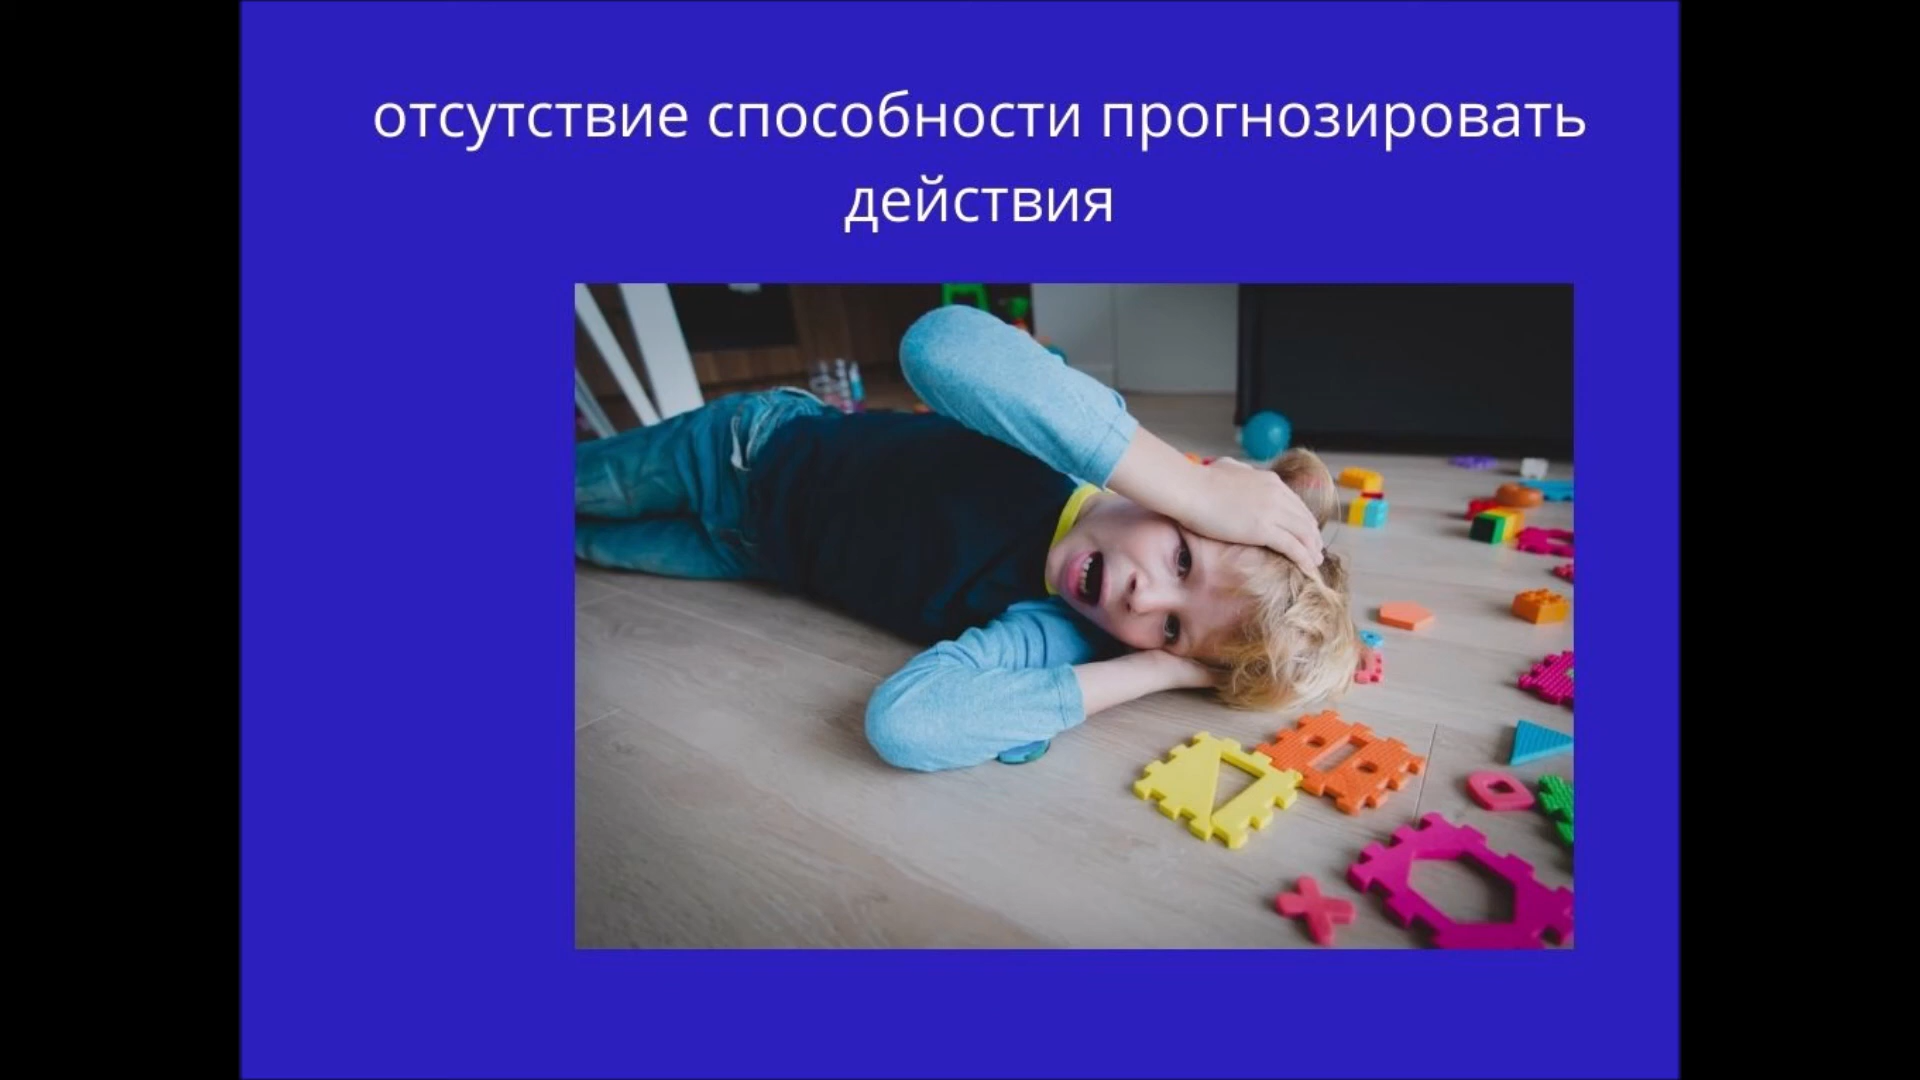 отсутствие способности прогнозировать
действия